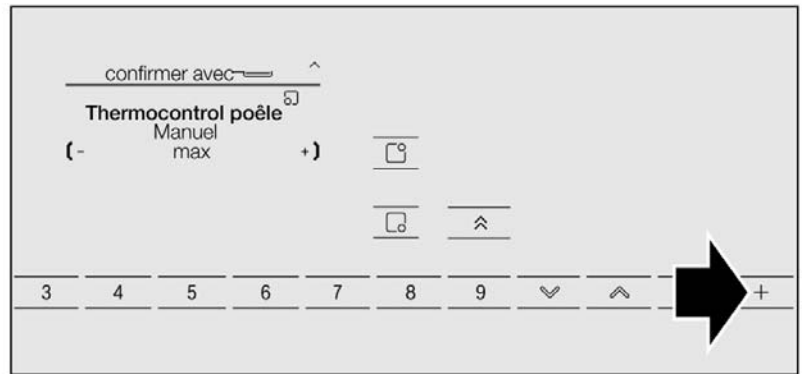 confirmer avec
Thermocontrol poêle
Manuel
(- max +)
3 4 5 6 7 8 9 +